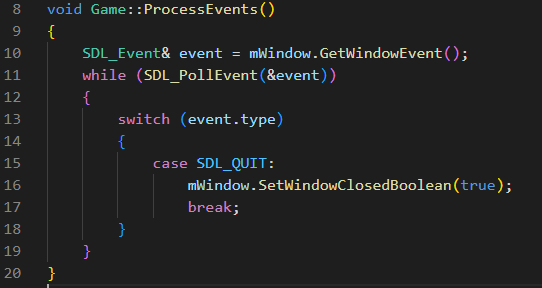 8 void Game::ProcessEvents()
9 {
10 SDL_Event& event = mWindow.GetWindowEvent();
11 while (SDL_PollEvent(&event))
12 {
13 switch (event.type)
14 {
15 case SDL_QUIT:
16 mWindow.SetWindowClosedBoolean(true);
17 break;
18 }
19 }
20 }